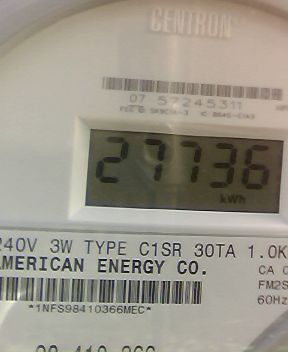 CENTRON
07 57245311
27736
kWh
240V 3W TYPE C1SR 30TA 1.0K
AMERICAN ENERGY CO. CA
FM2S
60Hz
*1NFS98410366MEC*